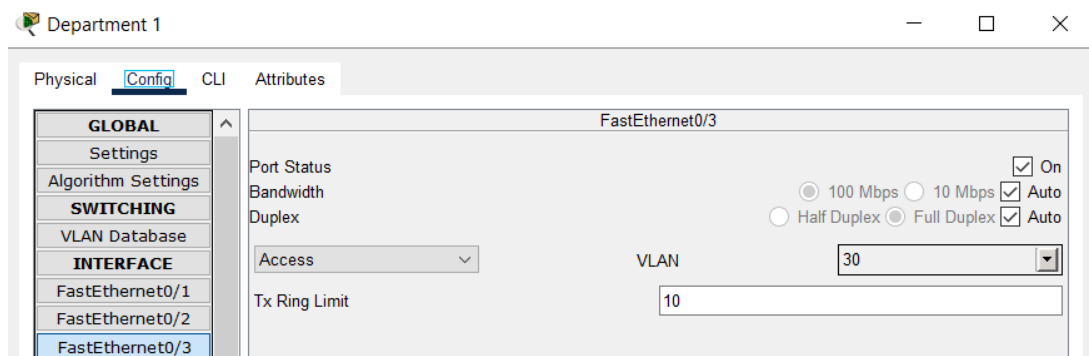 Department 1
Physical Config CLI Attributes
GLOBAL
Settings
Algorithm Settings
SWITCHING
VLAN Database
INTERFACE
FastEthernet0/1
FastEthernet0/2
FastEthernet0/3
FastEthernet0/3
Port Status On
Bandwidth 100 Mbps 10 Mbps Auto
Duplex Half Duplex Full Duplex Auto
Access VLAN 30
Tx Ring Limit 10